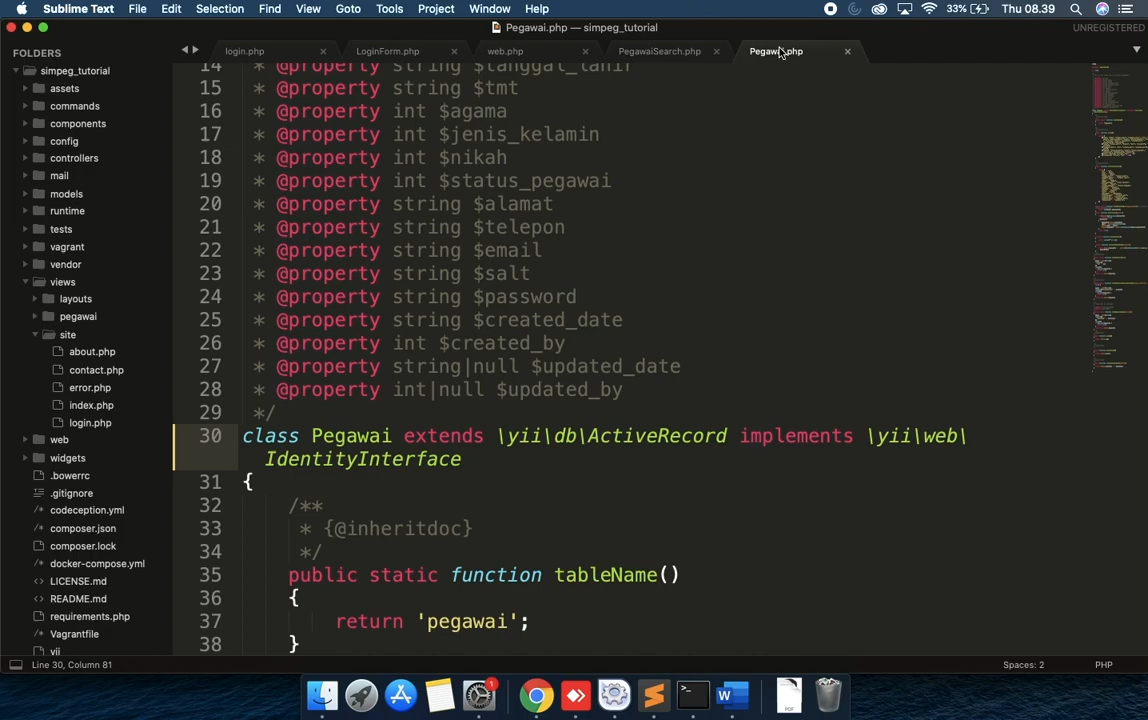 Sublime Text File Edit Selection Find View Goto Tools Project Window Help 33% Thu 08.39
Pegawai.php — simpeg_tutorial UNREGISTERED
FOLDERS
simpeg_tutorial
assets
commands
components
config
controllers
mail
models
runtime
tests
vagrant
vendor
views
layouts
pegawai
site
about.php
contact.php
error.php
index.php
login.php
web
widgets
.bowerrc
.gitignore
codeception.yml
composer.json
composer.lock
docker-compose.yml
LICENSE.md
README.md
requirements.php
Vagrantfile
yii
login.php LoginForm.php web.php PegawaiSearch.php Pegawai.php
14 * @property string $tanggal_lahir
15 * @property string $tmt
16 * @property int $agama
17 * @property int $jenis_kelamin
18 * @property int $nikah
19 * @property int $status_pegawai
20 * @property string $alamat
21 * @property string $telepon
22 * @property string $email
23 * @property string $salt
24 * @property string $password
25 * @property string $created_date
26 * @property int $created_by
27 * @property string|null $updated_date
28 * @property int|null $updated_by
29 */
30 class Pegawai extends \yii\db\ActiveRecord implements \yii\web\
IdentityInterface
31 {
32 /**
33 * {@inheritdoc}
34 */
35 public static function tableName()
36 {
37 return 'pegawai';
38 }
Line 30, Column 81 Spaces: 2 PHP
1
PDF